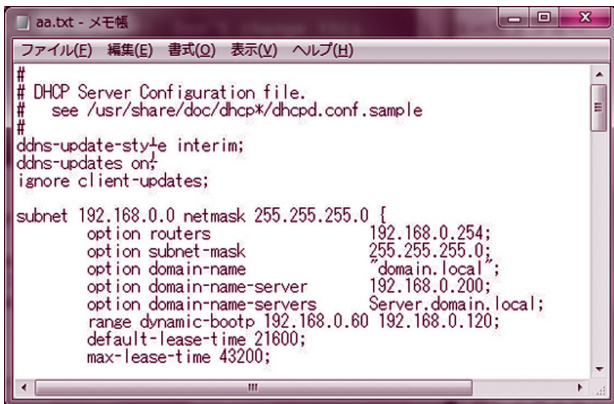 aa.txt - メモ帳
ファイル(F) 編集(E) 書式(O) 表示(V) ヘルプ(H)
#
# DHCP Server Configuration file.
#   see /usr/share/doc/dhcp*/dhcpd.conf.sample
#
ddns-update-style interim;
ddns-updates on;
ignore client-updates;

subnet 192.168.0.0 netmask 255.255.255.0 {
        option routers                  192.168.0.254;
        option subnet-mask              255.255.255.0;
        option domain-name              "domain.local";
        option domain-name-server       192.168.0.200;
        option domain-name-servers      Server.domain.local;
        range dynamic-bootp 192.168.0.60 192.168.0.120;
        default-lease-time 21600;
        max-lease-time 43200;